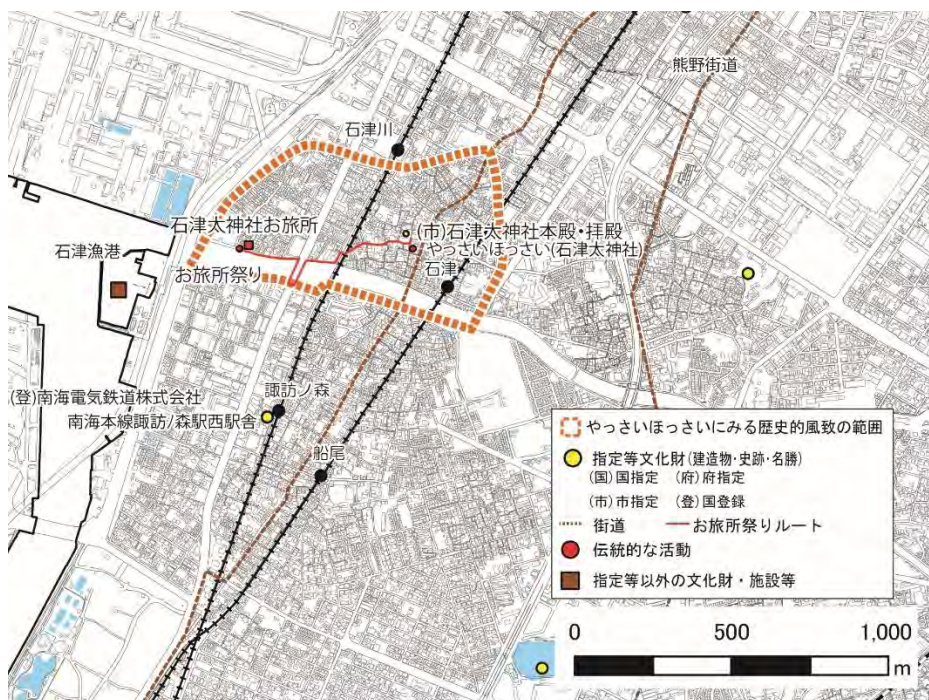 熊野街道
石津川
石津太神社お旅所
(市)石津太神社本殿・拝殿
やっさいほっさい(石津太神社)
石津漁港
お旅所祭り
石津
(登)南海電気鉄道株式会社
南海本線諏訪ノ森駅西駅舎
諏訪ノ森
船尾
やっさいほっさいにみる歴史的風致の範囲
指定等文化財(建造物・史跡・名勝)
(国)国指定 (府)府指定
(市)市指定 (登)国登録
街道 お旅所祭りルート
伝統的な活動
指定等以外の文化財・施設等
0 500 1,000
m